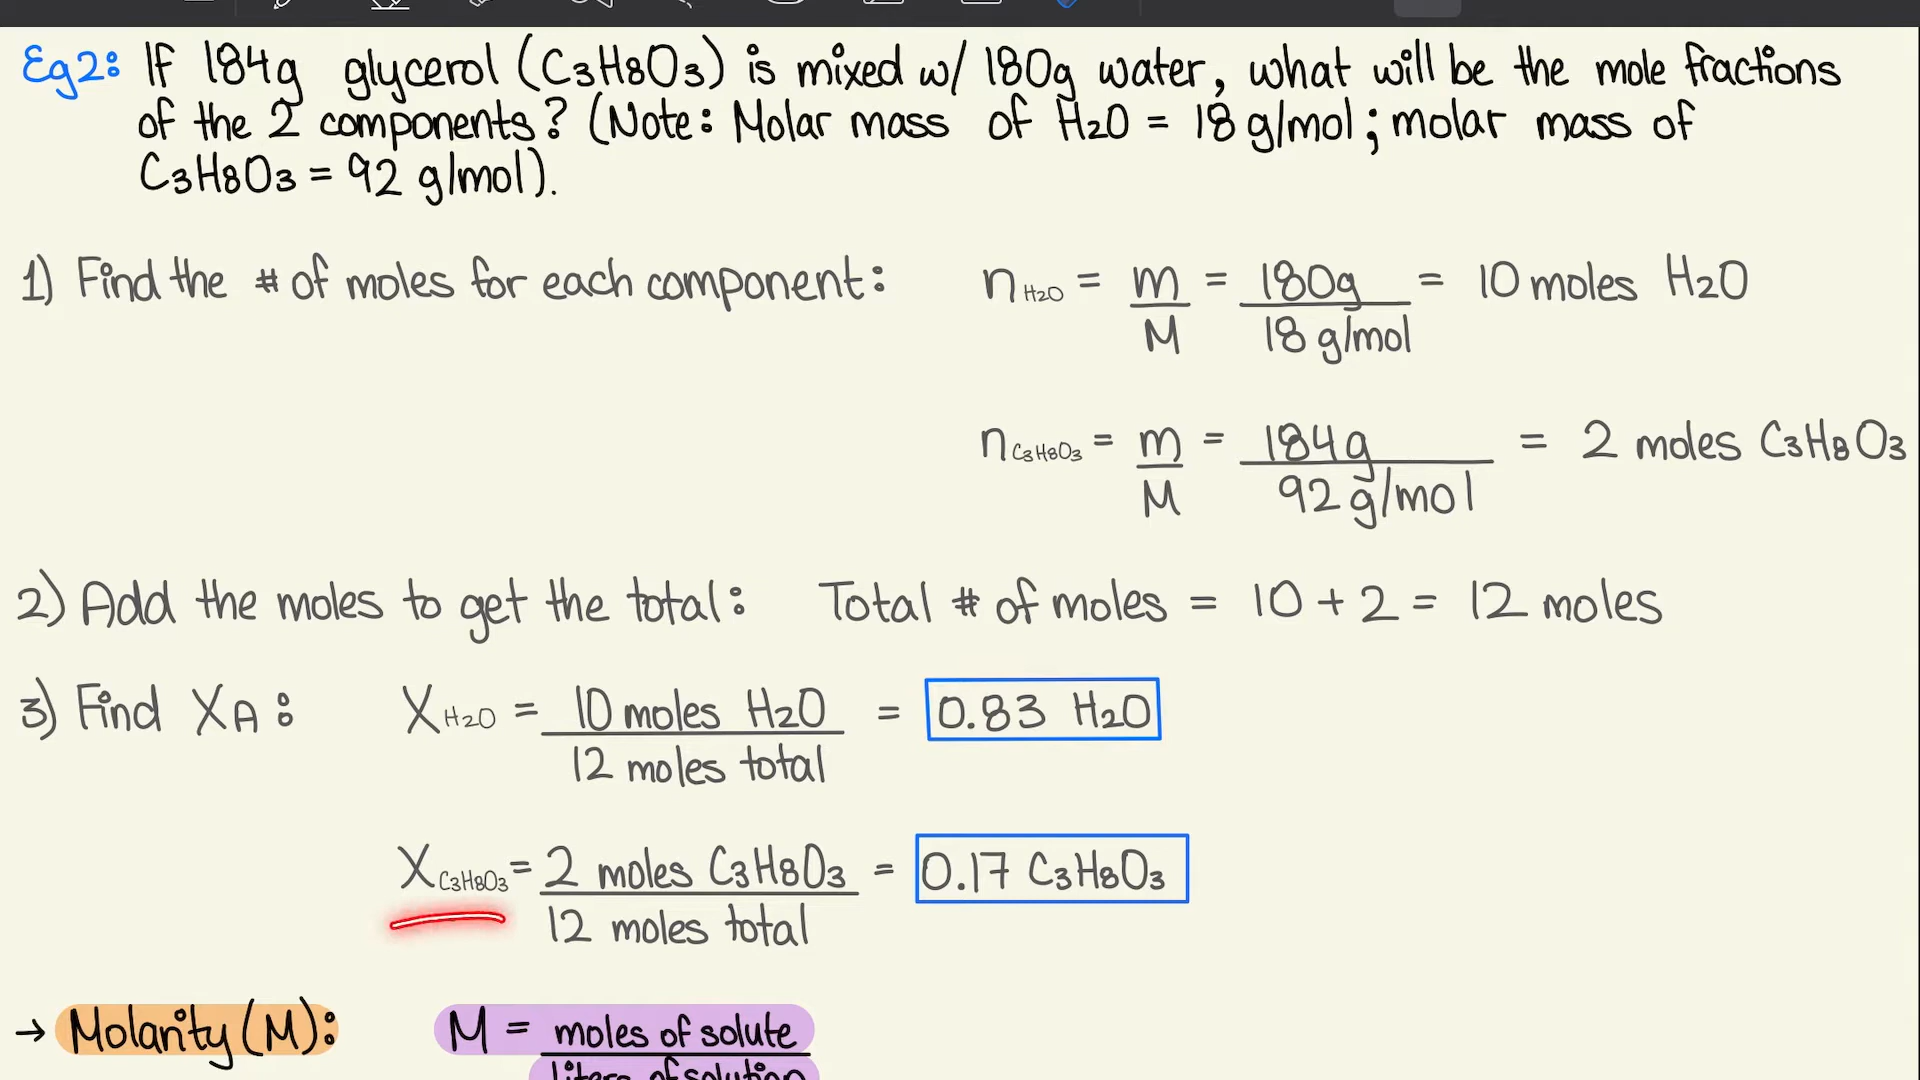 Eg2: If 184g glycerol (C3H8O3) is mixed w/ 180g water, what will be the mole fractions
of the 2 components? (Note: Molar mass of H2O = 18 g/mol; molar mass of
C3H8O3 = 92 g/mol).
1) Find the # of moles for each component: nH2O = m/M = 180g/18 g/mol = 10 moles H2O
nC3H8O3 = m/M = 184g/92 g/mol = 2 moles C3H8O3
2) Add the moles to get the total: Total # of moles = 10 + 2 = 12 moles
3) Find XA: XH2O = 10 moles H2O/12 moles total = 0.83 H2O
XC3H8O3 = 2 moles C3H8O3/12 moles total = 0.17 C3H8O3
→ Molarity (M): M = moles of solute
liters of solution